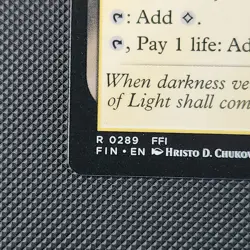 : Add ◇.
, Pay 1 life: Ad
When darkness ve
of Light shall com
R 0289 FFI
FIN • EN HRISTO D. CHUKOV